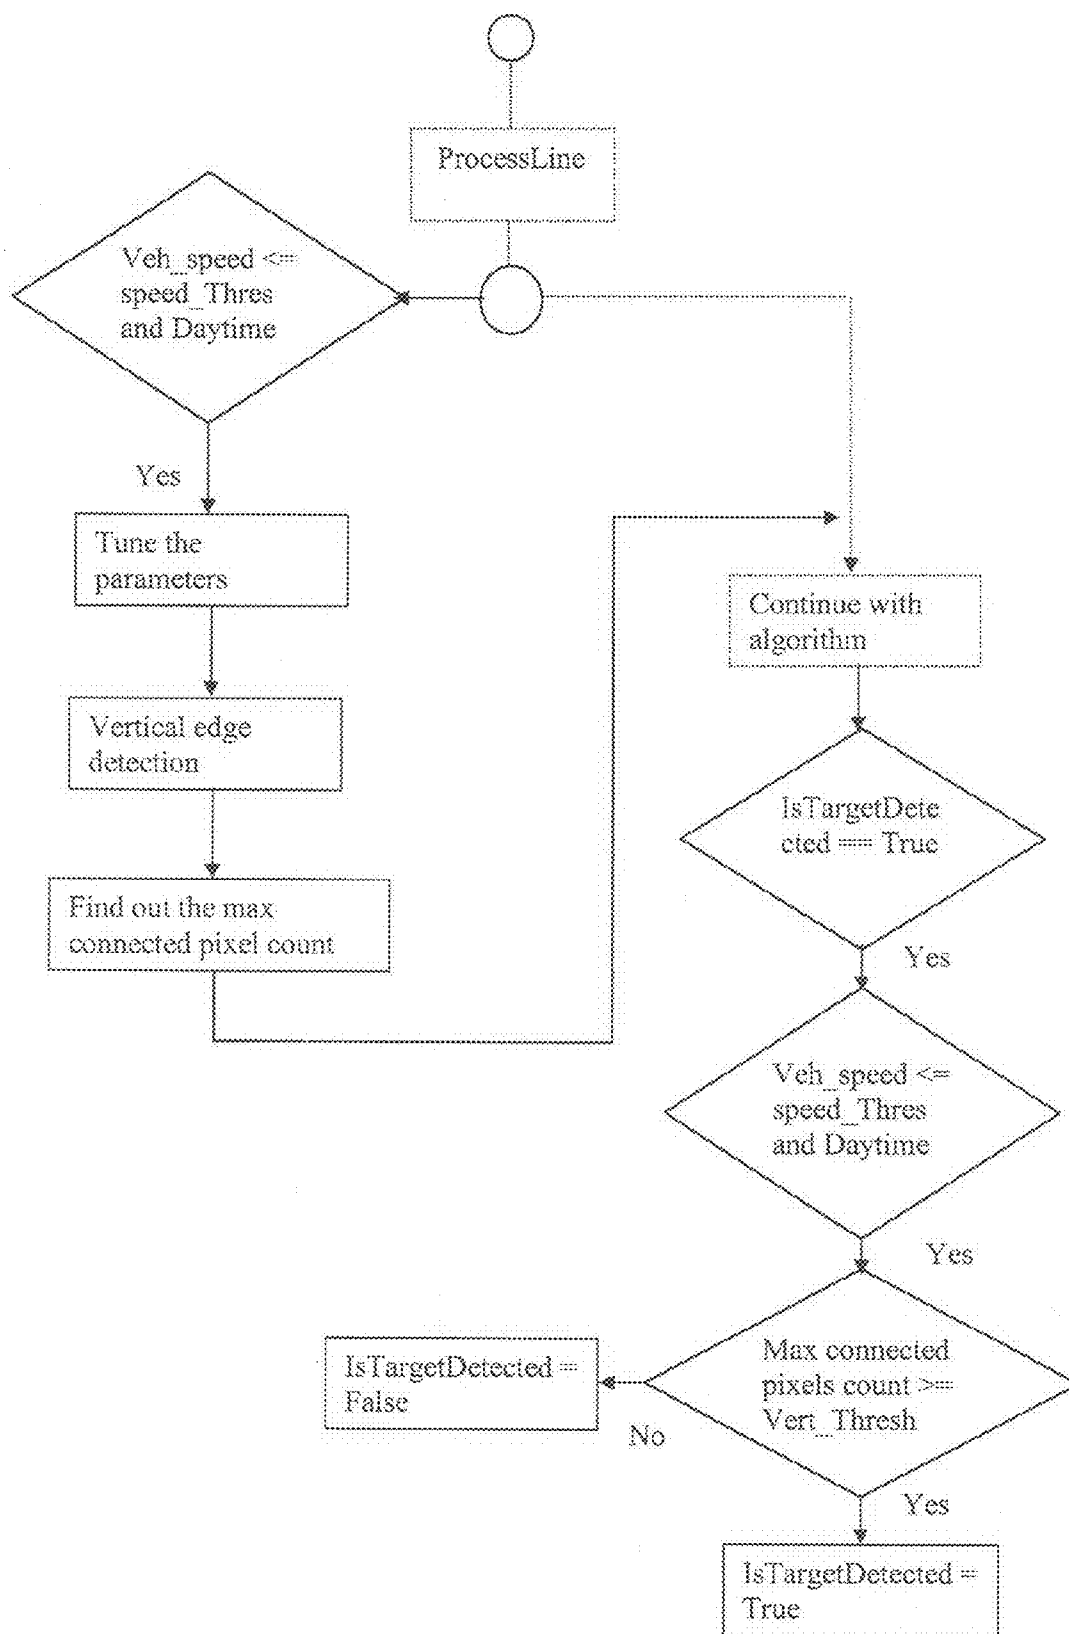 ProcessLine
Veh_speed <=
speed_Thres
and Daytime
Yes
Tune the
parameters
Vertical edge
detection
Find out the max
connected pixel count
Continue with
algorithm
IsTargetDete
cted == True
Yes
Veh_speed <=
speed_Thres
and Daytime
Yes
Max connected
pixels count >=
Vert_Thresh
No
IsTargetDetected =
False
Yes
IsTargetDetected =
True